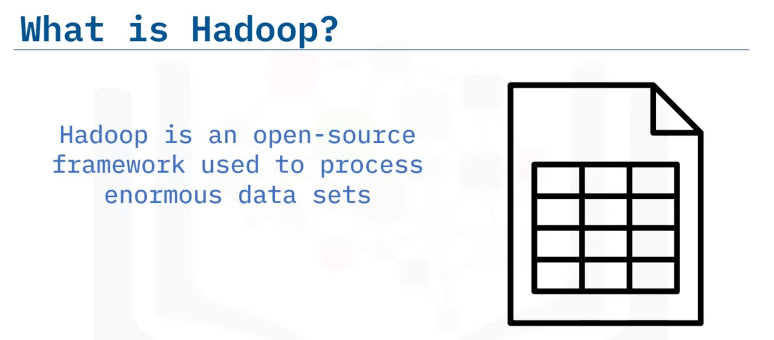 What is Hadoop?
Hadoop is an open-source
framework used to process
enormous data sets